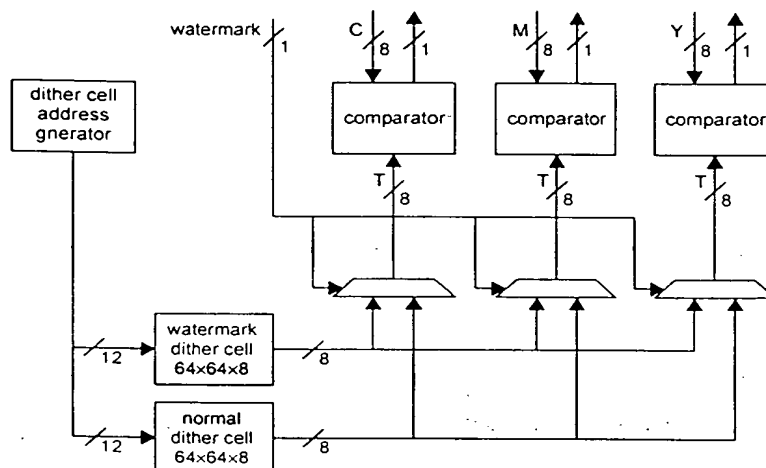 watermark 1
C 8 1
M 8 1
Y 8 1
dither cell
address
gnerator
comparator
comparator
comparator
T 8
T 8
T 8
12
watermark
dither cell
64×64×8
8
12
normal
dither cell
64×64×8
8